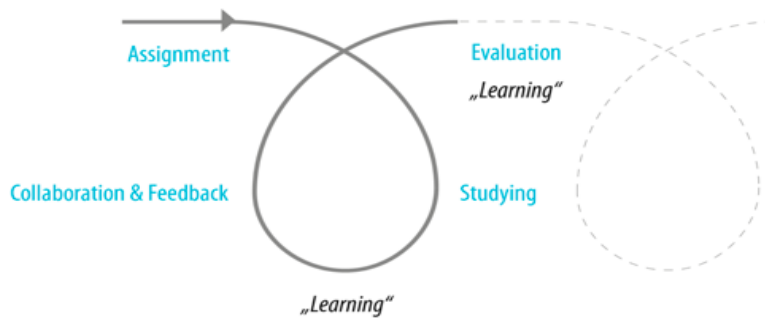 Assignment
Evaluation
„Learning“
Collaboration & Feedback
Studying
„Learning“